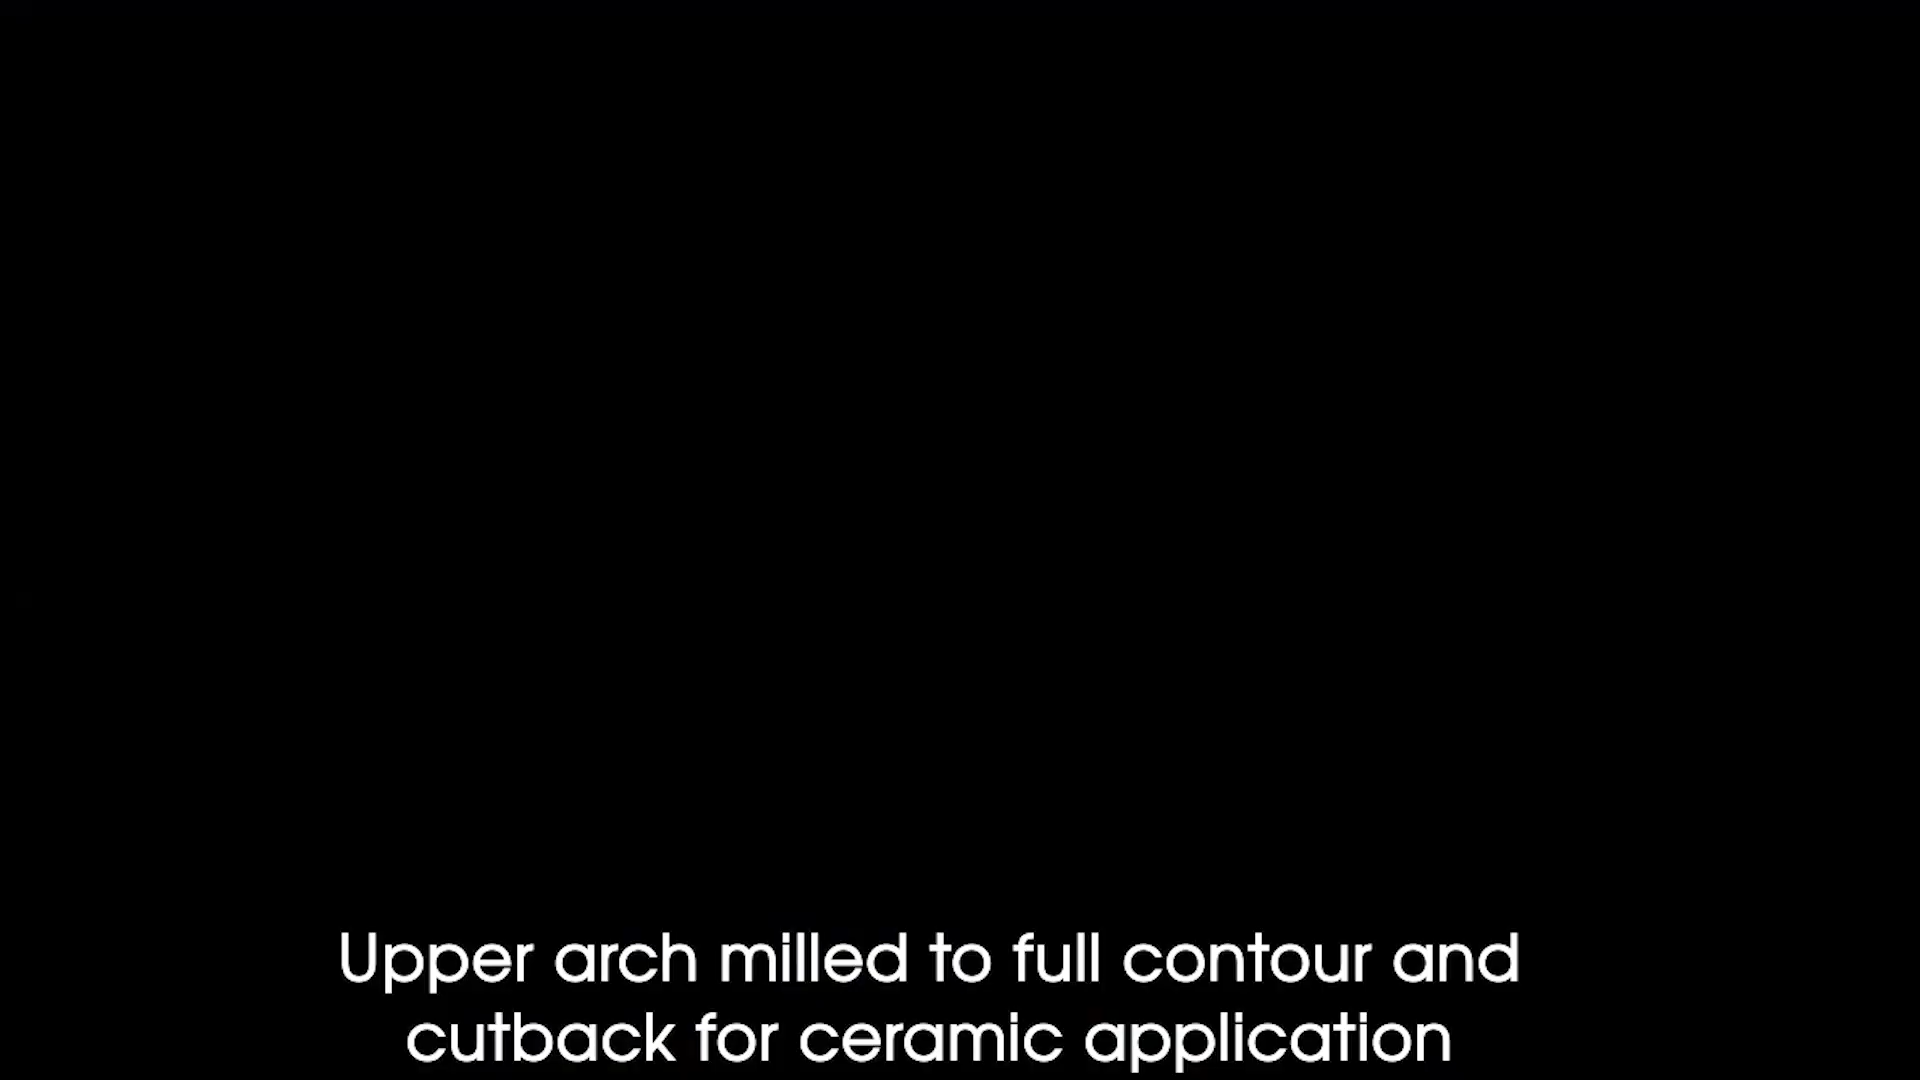 Upper arch milled to full contour and
cutback for ceramic application